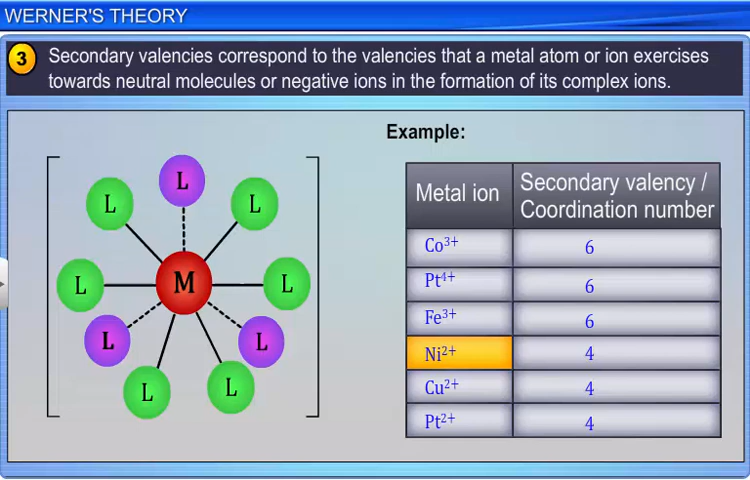 WERNER'S THEORY
3 Secondary valencies correspond to the valencies that a metal atom or ion exercises
towards neutral molecules or negative ions in the formation of its complex ions.
Example:
L
L L
L M L
L L
L L
Metal ion Secondary valency /
Coordination number
Co³⁺ 6
Pt⁴⁺ 6
Fe³⁺ 6
Ni²⁺ 4
Cu²⁺ 4
Pt²⁺ 4